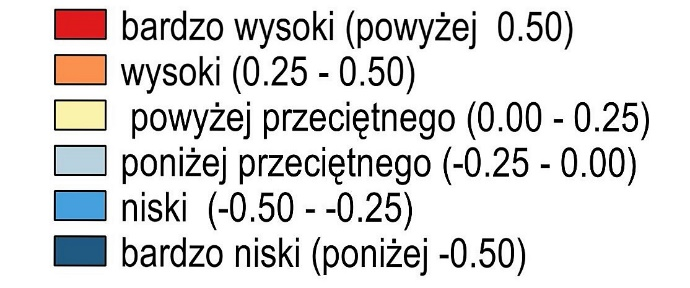 bardzo wysoki (powyżej 0.50)
wysoki (0.25 - 0.50)
powyżej przeciętnego (0.00 - 0.25)
poniżej przeciętnego (-0.25 - 0.00)
niski (-0.50 - -0.25)
bardzo niski (poniżej -0.50)